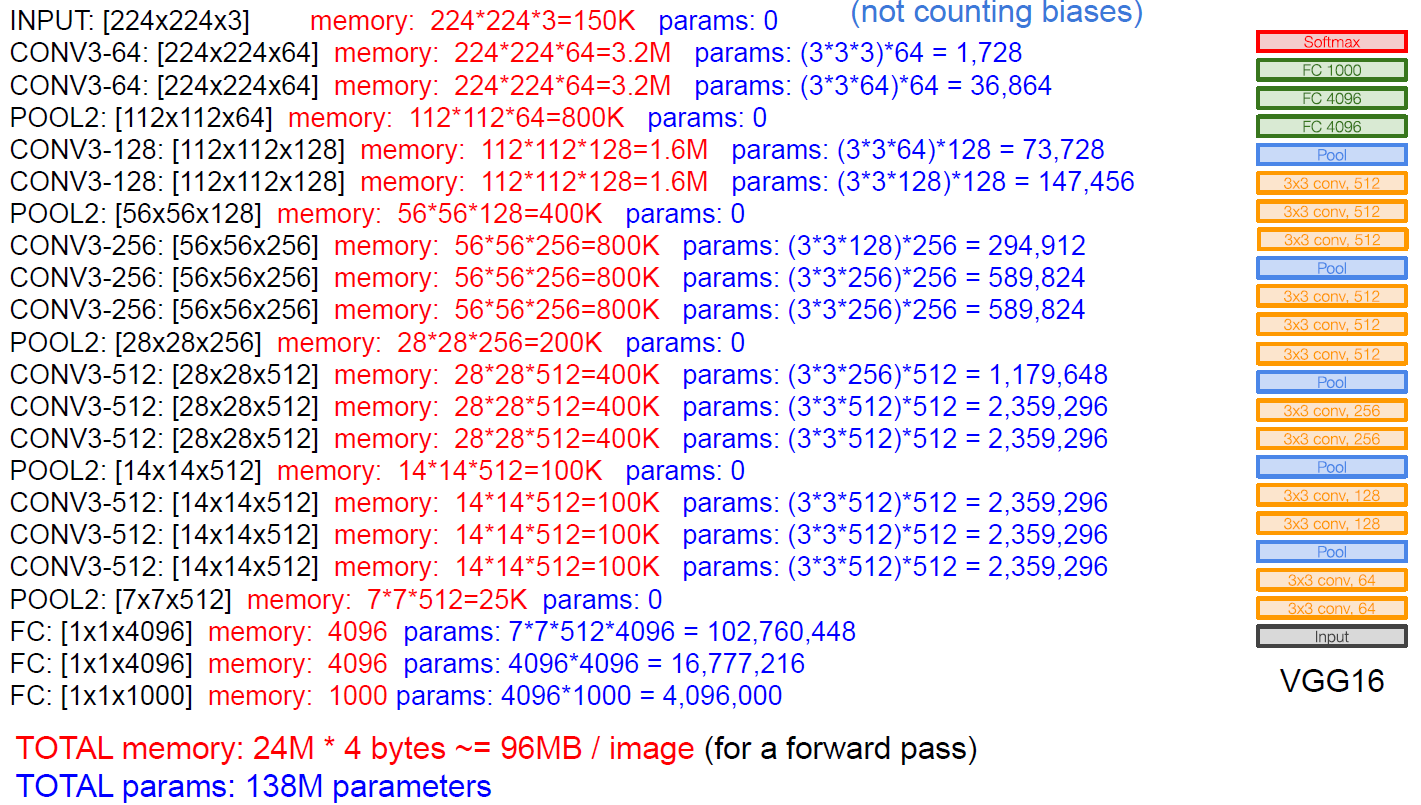 (not counting biases)
INPUT: [224x224x3] memory: 224*224*3=150K params: 0
CONV3-64: [224x224x64] memory: 224*224*64=3.2M params: (3*3*3)*64 = 1,728
CONV3-64: [224x224x64] memory: 224*224*64=3.2M params: (3*3*64)*64 = 36,864
POOL2: [112x112x64] memory: 112*112*64=800K params: 0
CONV3-128: [112x112x128] memory: 112*112*128=1.6M params: (3*3*64)*128 = 73,728
CONV3-128: [112x112x128] memory: 112*112*128=1.6M params: (3*3*128)*128 = 147,456
POOL2: [56x56x128] memory: 56*56*128=400K params: 0
CONV3-256: [56x56x256] memory: 56*56*256=800K params: (3*3*128)*256 = 294,912
CONV3-256: [56x56x256] memory: 56*56*256=800K params: (3*3*256)*256 = 589,824
CONV3-256: [56x56x256] memory: 56*56*256=800K params: (3*3*256)*256 = 589,824
POOL2: [28x28x256] memory: 28*28*256=200K params: 0
CONV3-512: [28x28x512] memory: 28*28*512=400K params: (3*3*256)*512 = 1,179,648
CONV3-512: [28x28x512] memory: 28*28*512=400K params: (3*3*512)*512 = 2,359,296
CONV3-512: [28x28x512] memory: 28*28*512=400K params: (3*3*512)*512 = 2,359,296
POOL2: [14x14x512] memory: 14*14*512=100K params: 0
CONV3-512: [14x14x512] memory: 14*14*512=100K params: (3*3*512)*512 = 2,359,296
CONV3-512: [14x14x512] memory: 14*14*512=100K params: (3*3*512)*512 = 2,359,296
CONV3-512: [14x14x512] memory: 14*14*512=100K params: (3*3*512)*512 = 2,359,296
POOL2: [7x7x512] memory: 7*7*512=25K params: 0
FC: [1x1x4096] memory: 4096 params: 7*7*512*4096 = 102,760,448
FC: [1x1x4096] memory: 4096 params: 4096*4096 = 16,777,216
FC: [1x1x1000] memory: 1000 params: 4096*1000 = 4,096,000
TOTAL memory: 24M * 4 bytes ~= 96MB / image (for a forward pass)
TOTAL params: 138M parameters
Softmax
FC 1000
FC 4096
FC 4096
Pool
3x3 conv, 512
3x3 conv, 512
3x3 conv, 512
Pool
3x3 conv, 512
3x3 conv, 512
3x3 conv, 512
Pool
3x3 conv, 256
3x3 conv, 256
Pool
3x3 conv, 128
3x3 conv, 128
Pool
3x3 conv, 64
3x3 conv, 64
Input
VGG16